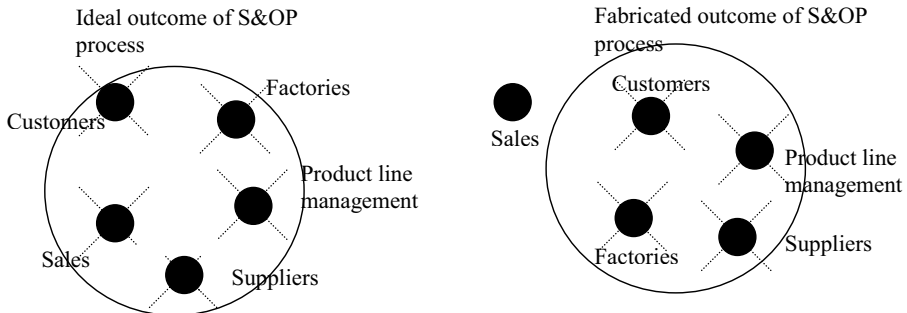 Ideal outcome of S&OP
process
Factories
Customers
Product line
management
Sales
Suppliers
Fabricated outcome of S&OP
process
Customers
Sales
Product line
management
Factories
Suppliers